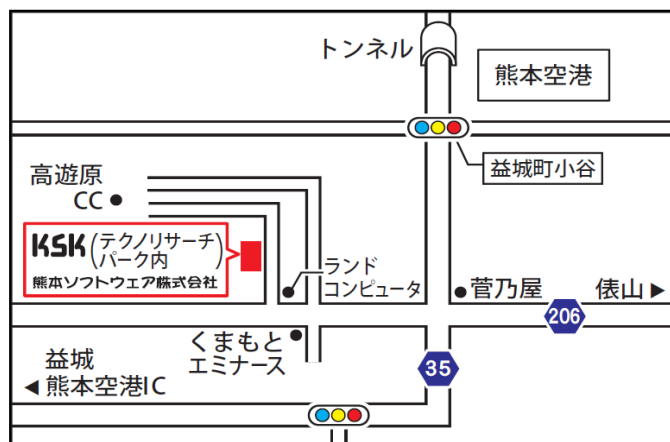 トンネル
熊本空港
益城町小谷
高遊原
CC
KSK(テクノリサーチ
パーク内)
熊本ソフトウェア株式会社
ランド
コンピュータ
菅乃屋
俵山▶
206
くまもと
エミナース
35
益城
◀熊本空港IC